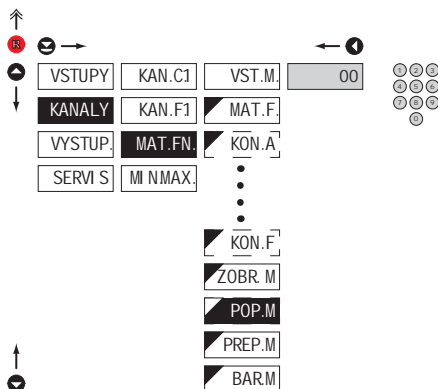 R
VSTUPY KAN.C1 VST.M. 00 1 2 3
KANALY KAN.F1 MAT.F. 4 5 6
VYSTUP. MAT.FN. KON.A 7 8 9
0
SERVIS MINMAX.
KON.F
ZOBR. M
POP.M
PREP.M
BAR.M